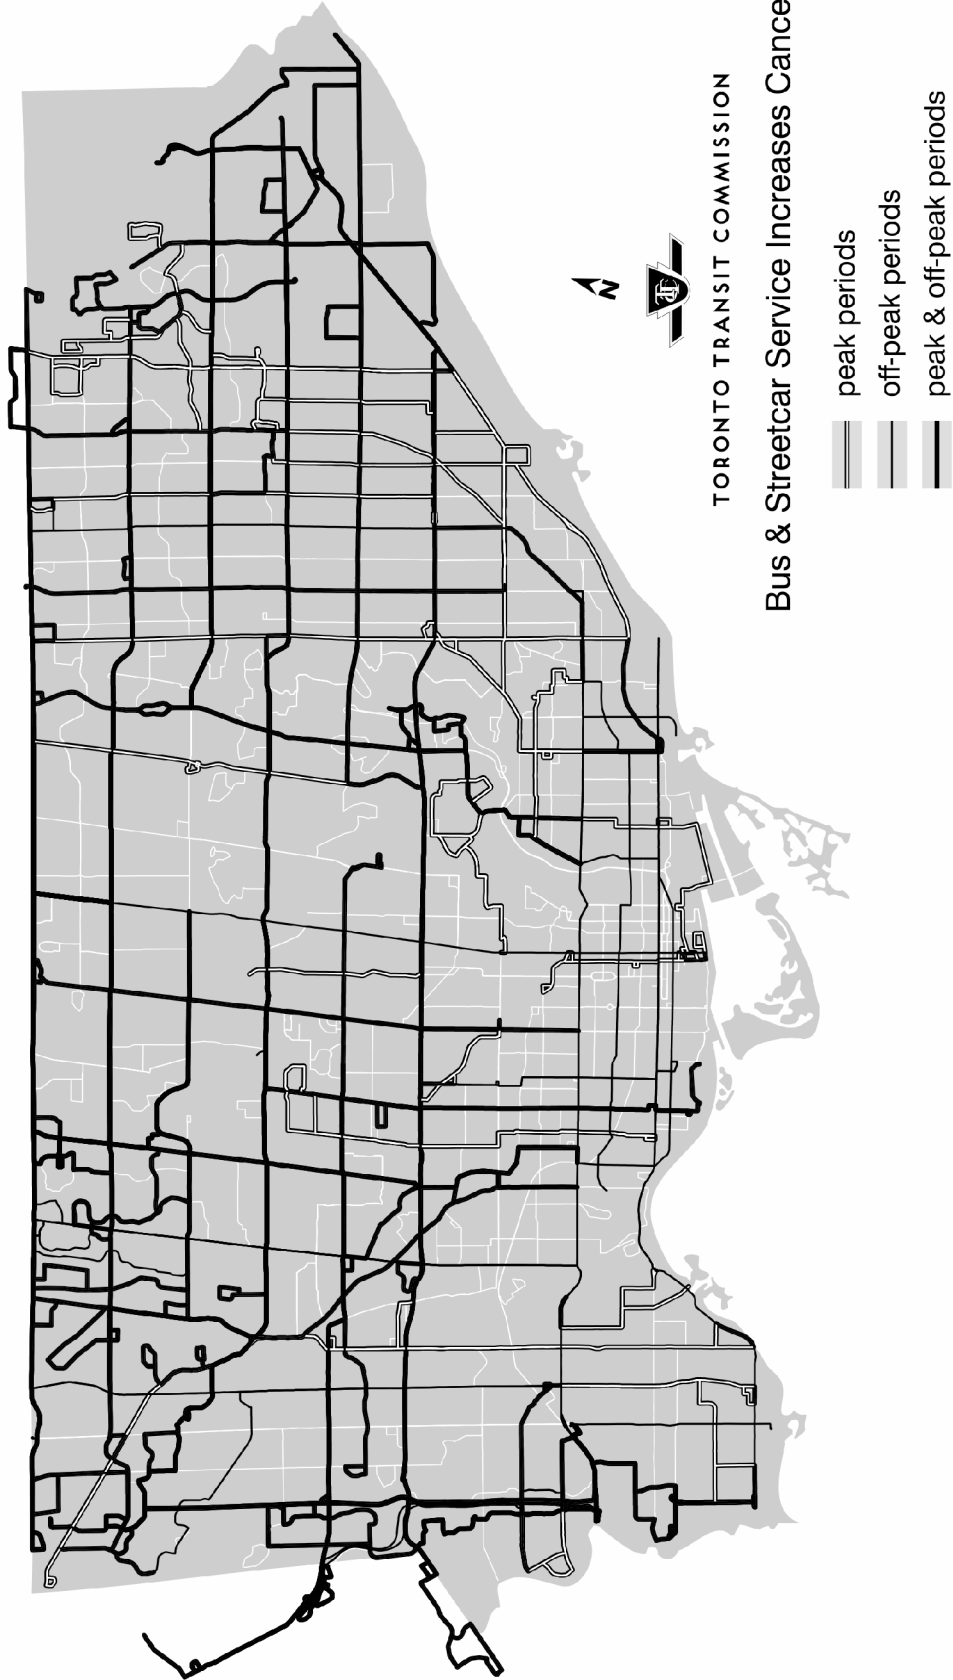 N
TORONTO TRANSIT COMMISSION
Bus & Streetcar Service Increases Cance
peak periods
off-peak periods
peak & off-peak periods